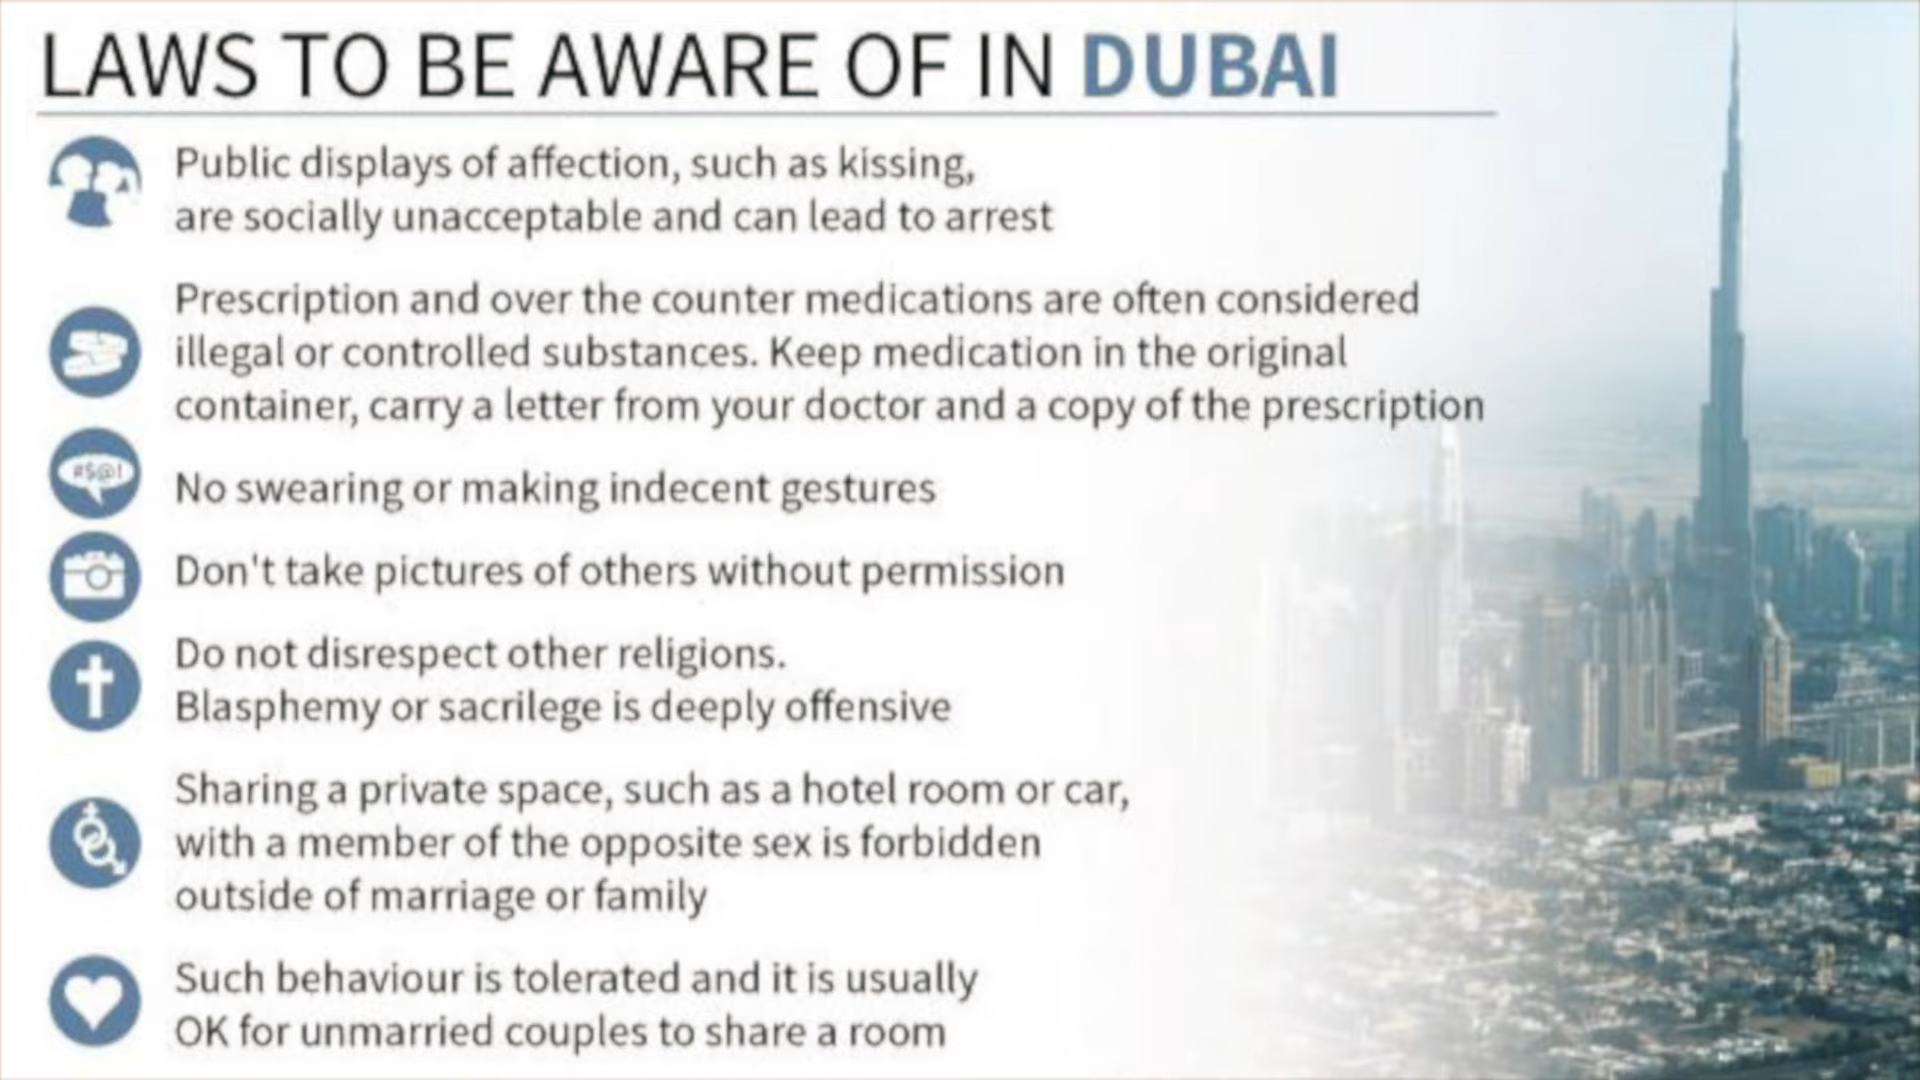 LAWS TO BE AWARE OF IN DUBAI
Public displays of affection, such as kissing,
are socially unacceptable and can lead to arrest
Prescription and over the counter medications are often considered
illegal or controlled substances. Keep medication in the original
container, carry a letter from your doctor and a copy of the prescription
#$@!
No swearing or making indecent gestures
Don't take pictures of others without permission
Do not disrespect other religions.
Blasphemy or sacrilege is deeply offensive
Sharing a private space, such as a hotel room or car,
with a member of the opposite sex is forbidden
outside of marriage or family
Such behaviour is tolerated and it is usually
OK for unmarried couples to share a room